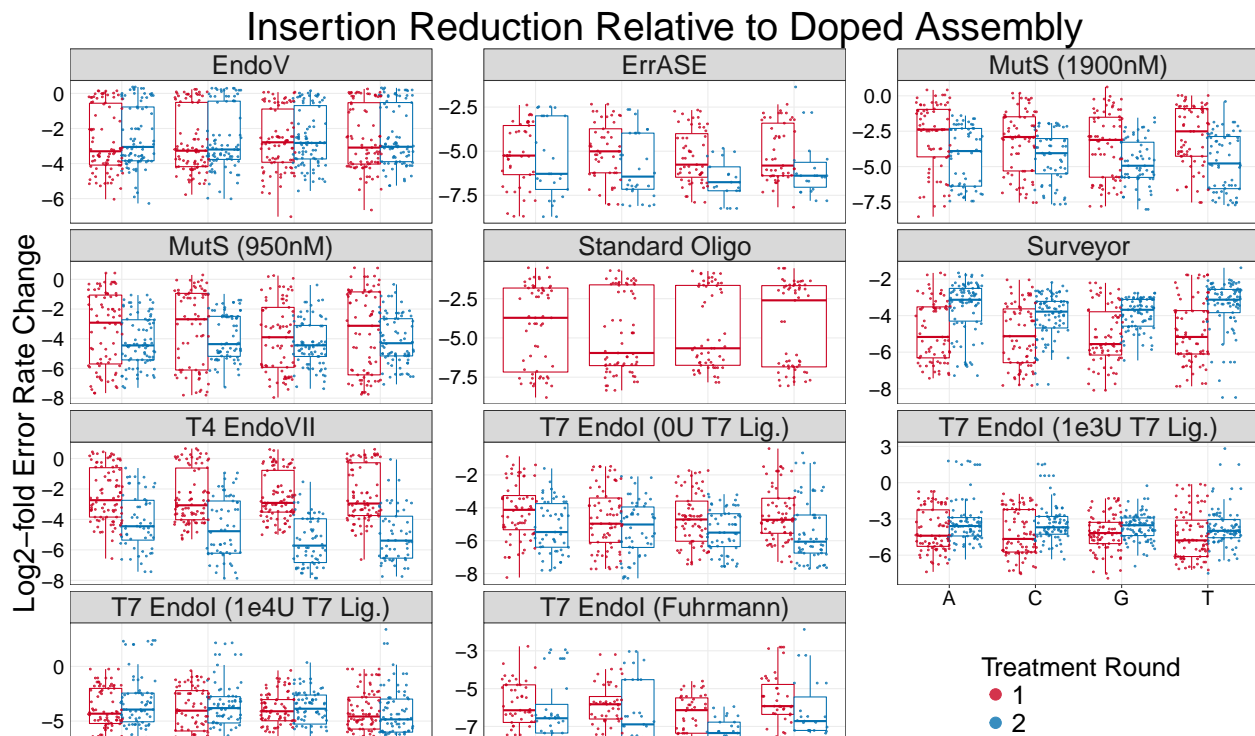 Insertion Reduction Relative to Doped Assembly
EndoV
ErrASE
MutS (1900nM)
0
−2
−4
−6
−2.5
−5.0
−7.5
0.0
−2.5
−5.0
−7.5
MutS (950nM)
Standard Oligo
Surveyor
0
−2
−4
−6
−8
−2.5
−5.0
−7.5
−2
−4
−6
−8
T4 EndoVII
T7 EndoI (0U T7 Lig.)
T7 EndoI (1e3U T7 Lig.)
0
−2
−4
−6
−8
−2
−4
−6
−8
3
0
−3
−6
A C G T
T7 EndoI (1e4U T7 Lig.)
T7 EndoI (Fuhrmann)
0
−5
−3
−5
−7
Log2−fold Error Rate Change
Treatment Round
1
2